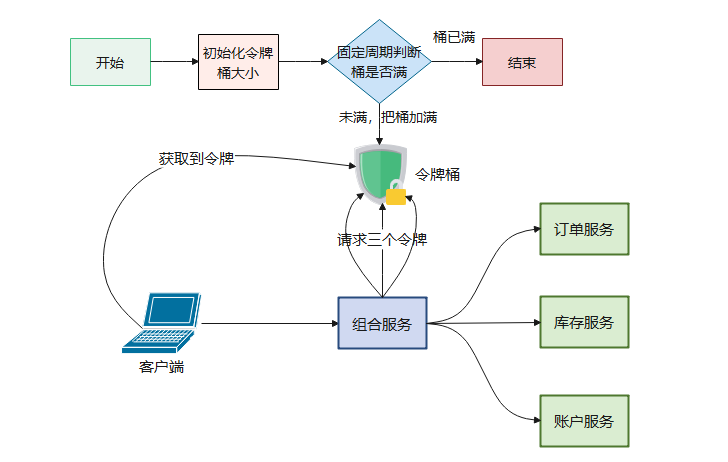 开始
初始化令牌
桶大小
固定周期判断
桶是否满
桶已满
结束
未满，把桶加满
获取到令牌
令牌桶
请求三个令牌
订单服务
组合服务
库存服务
客户端
账户服务